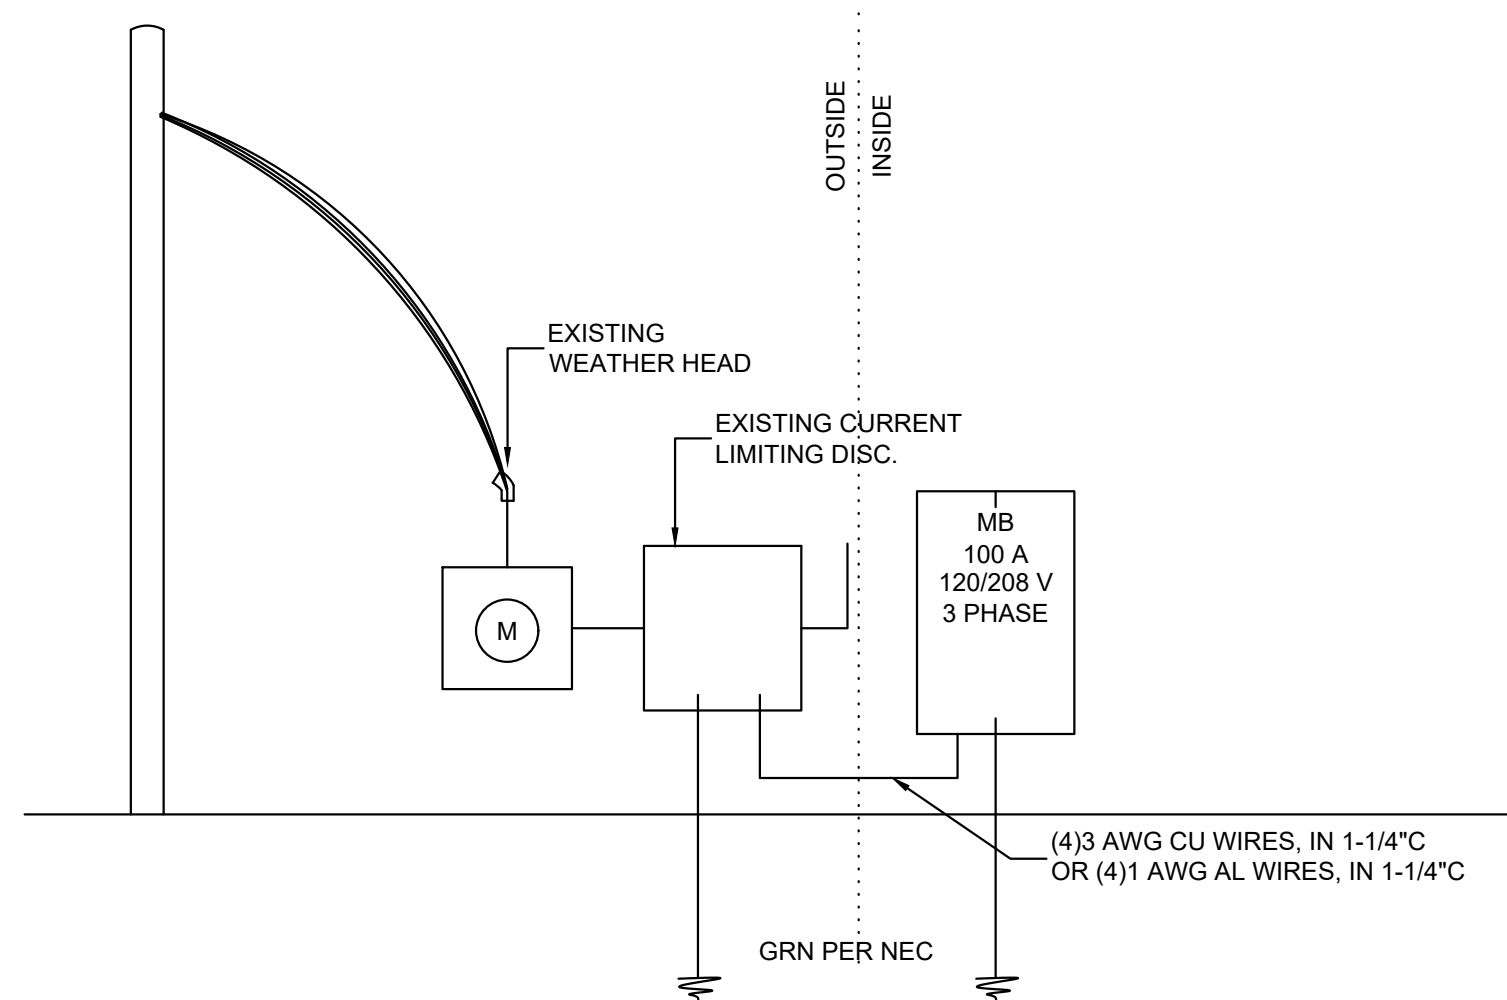 OUTSIDE
INSIDE
EXISTING
WEATHER HEAD
EXISTING CURRENT
LIMITING DISC.
MB
100 A
120/208 V
3 PHASE
M
(4)3 AWG CU WIRES, IN 1-1/4"C
OR (4)1 AWG AL WIRES, IN 1-1/4"C
GRN PER NEC